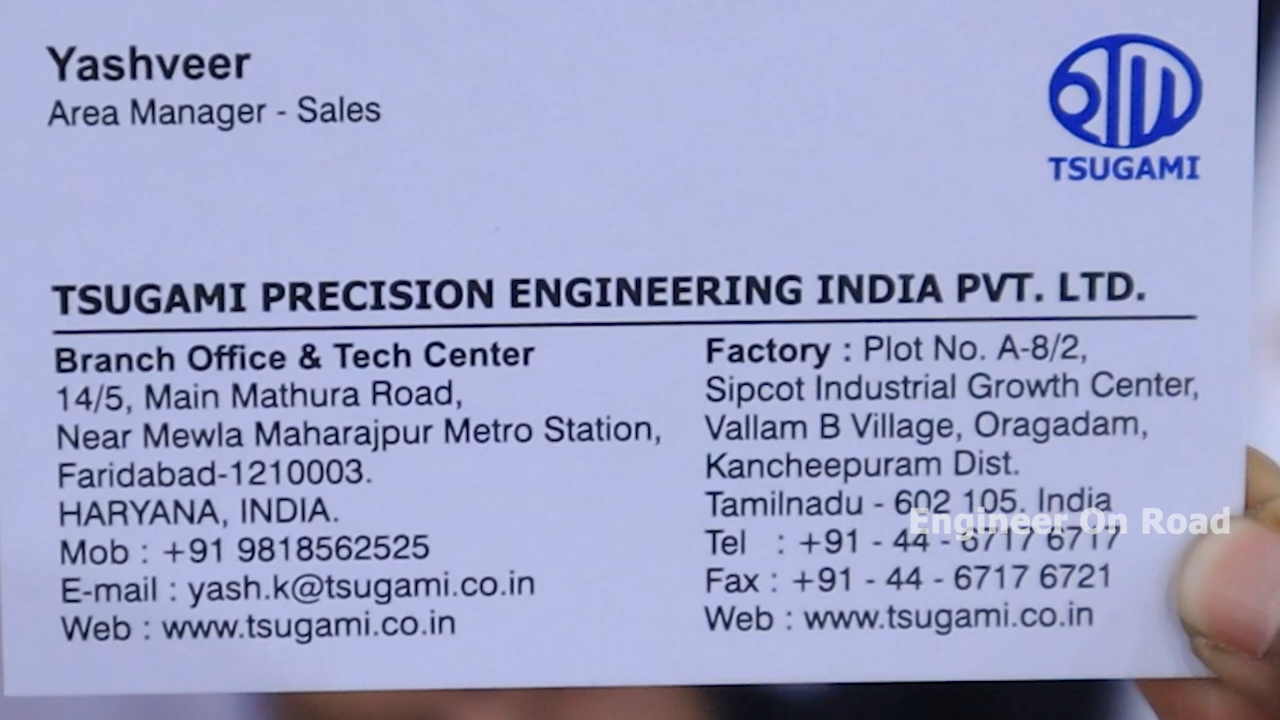 Yashveer
Area Manager - Sales
TSUGAMI
TSUGAMI PRECISION ENGINEERING INDIA PVT. LTD.
Branch Office & Tech Center
14/5, Main Mathura Road,
Near Mewla Maharajpur Metro Station,
Faridabad-1210003.
HARYANA, INDIA.
Mob : +91 9818562525
E-mail : yash.k@tsugami.co.in
Web : www.tsugami.co.in
Factory : Plot No. A-8/2,
Sipcot Industrial Growth Center,
Vallam B Village, Oragadam,
Kancheepuram Dist.
Tamilnadu - 602 105. India
Tel : +91 - 44 - 6717 6717
Fax : +91 - 44 - 6717 6721
Web : www.tsugami.co.in
Engineer On Road